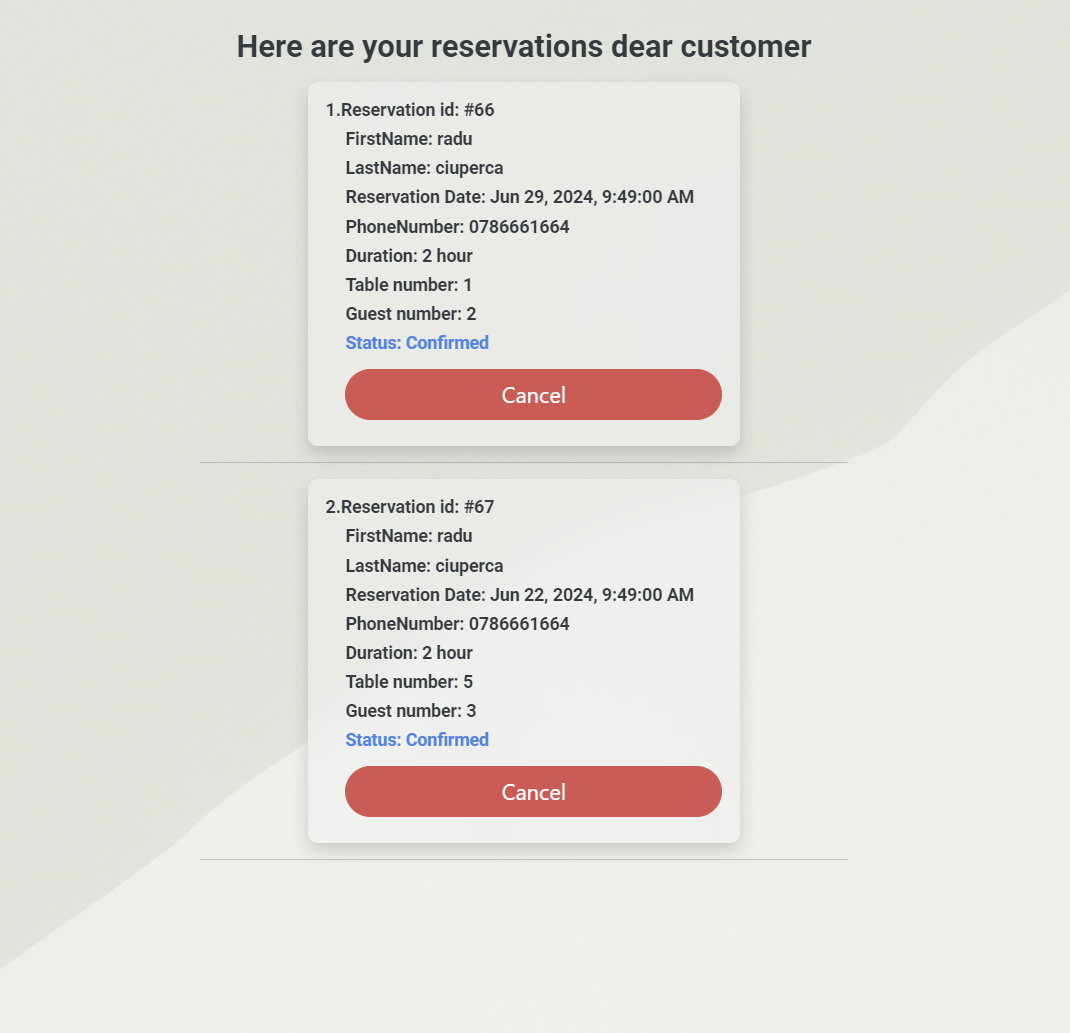 Here are your reservations dear customer
1.Reservation id: #66
FirstName: radu
LastName: ciuperca
Reservation Date: Jun 29, 2024, 9:49:00 AM
PhoneNumber: 0786661664
Duration: 2 hour
Table number: 1
Guest number: 2
Status: Confirmed
Cancel
2.Reservation id: #67
FirstName: radu
LastName: ciuperca
Reservation Date: Jun 22, 2024, 9:49:00 AM
PhoneNumber: 0786661664
Duration: 2 hour
Table number: 5
Guest number: 3
Status: Confirmed
Cancel